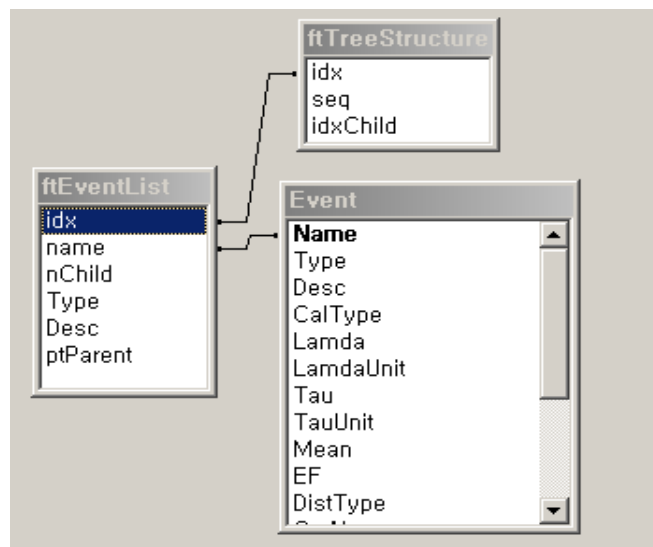 ftTreeStructure
idx
seq
idxChild
ftEventList
idx
name
nChild
Type
Desc
ptParent
Event
Name
Type
Desc
CalType
Lamda
LamdaUnit
Tau
TauUnit
Mean
EF
DistType